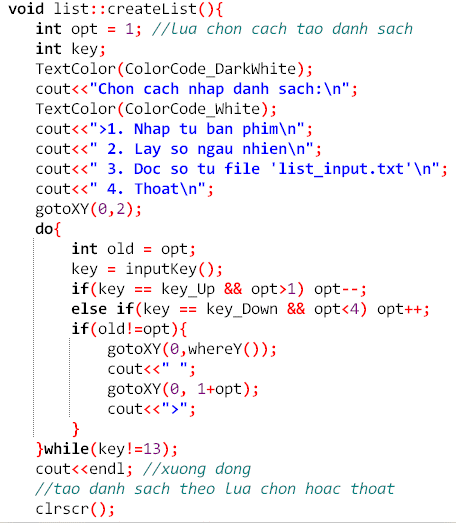 void list::createList(){
    int opt = 1; //lua chon cach tao danh sach
    int key;
    TextColor(ColorCode_DarkWhite);
    cout<<"Chon cach nhap danh sach:\n";
    TextColor(ColorCode_White);
    cout<<">1. Nhap tu ban phim\n";
    cout<<" 2. Lay so ngau nhien\n";
    cout<<" 3. Doc so tu file 'list_input.txt'\n";
    cout<<" 4. Thoat\n";
    gotoXY(0,2);
    do{
        int old = opt;
        key = inputKey();
        if(key == key_Up && opt>1) opt--;
        else if(key == key_Down && opt<4) opt++;
        if(old!=opt){
            gotoXY(0,whereY());
            cout<<" ";
            gotoXY(0, 1+opt);
            cout<<">";
        }
    }while(key!=13);
    cout<<endl; //xuong dong
    //tao danh sach theo lua chon hoac thoat
    clrscr();